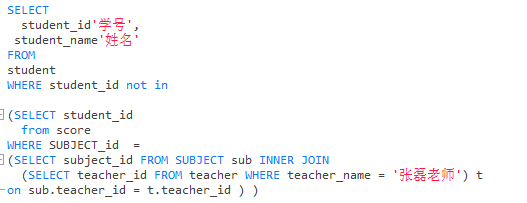 SELECT
student_id'学号',
student_name'姓名'
FROM
student
WHERE student_id not in
(SELECT student_id
from score
WHERE SUBJECT_id =
(SELECT subject_id FROM SUBJECT sub INNER JOIN
(SELECT teacher_id FROM teacher WHERE teacher_name = '张磊老师') t
on sub.teacher_id = t.teacher_id ) )